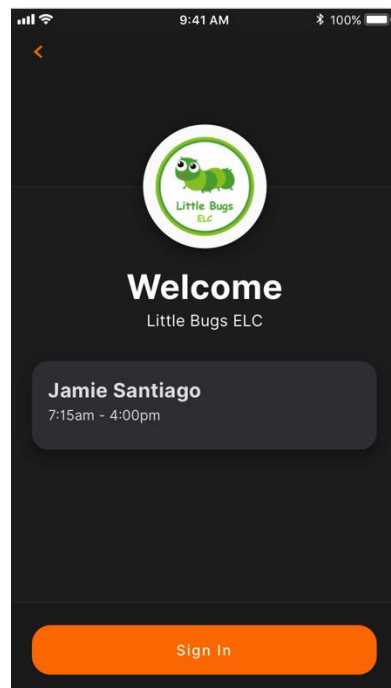 9:41 AM
100%
Little Bugs
ELC
Welcome
Little Bugs ELC
Jamie Santiago
7:15am - 4:00pm
Sign In